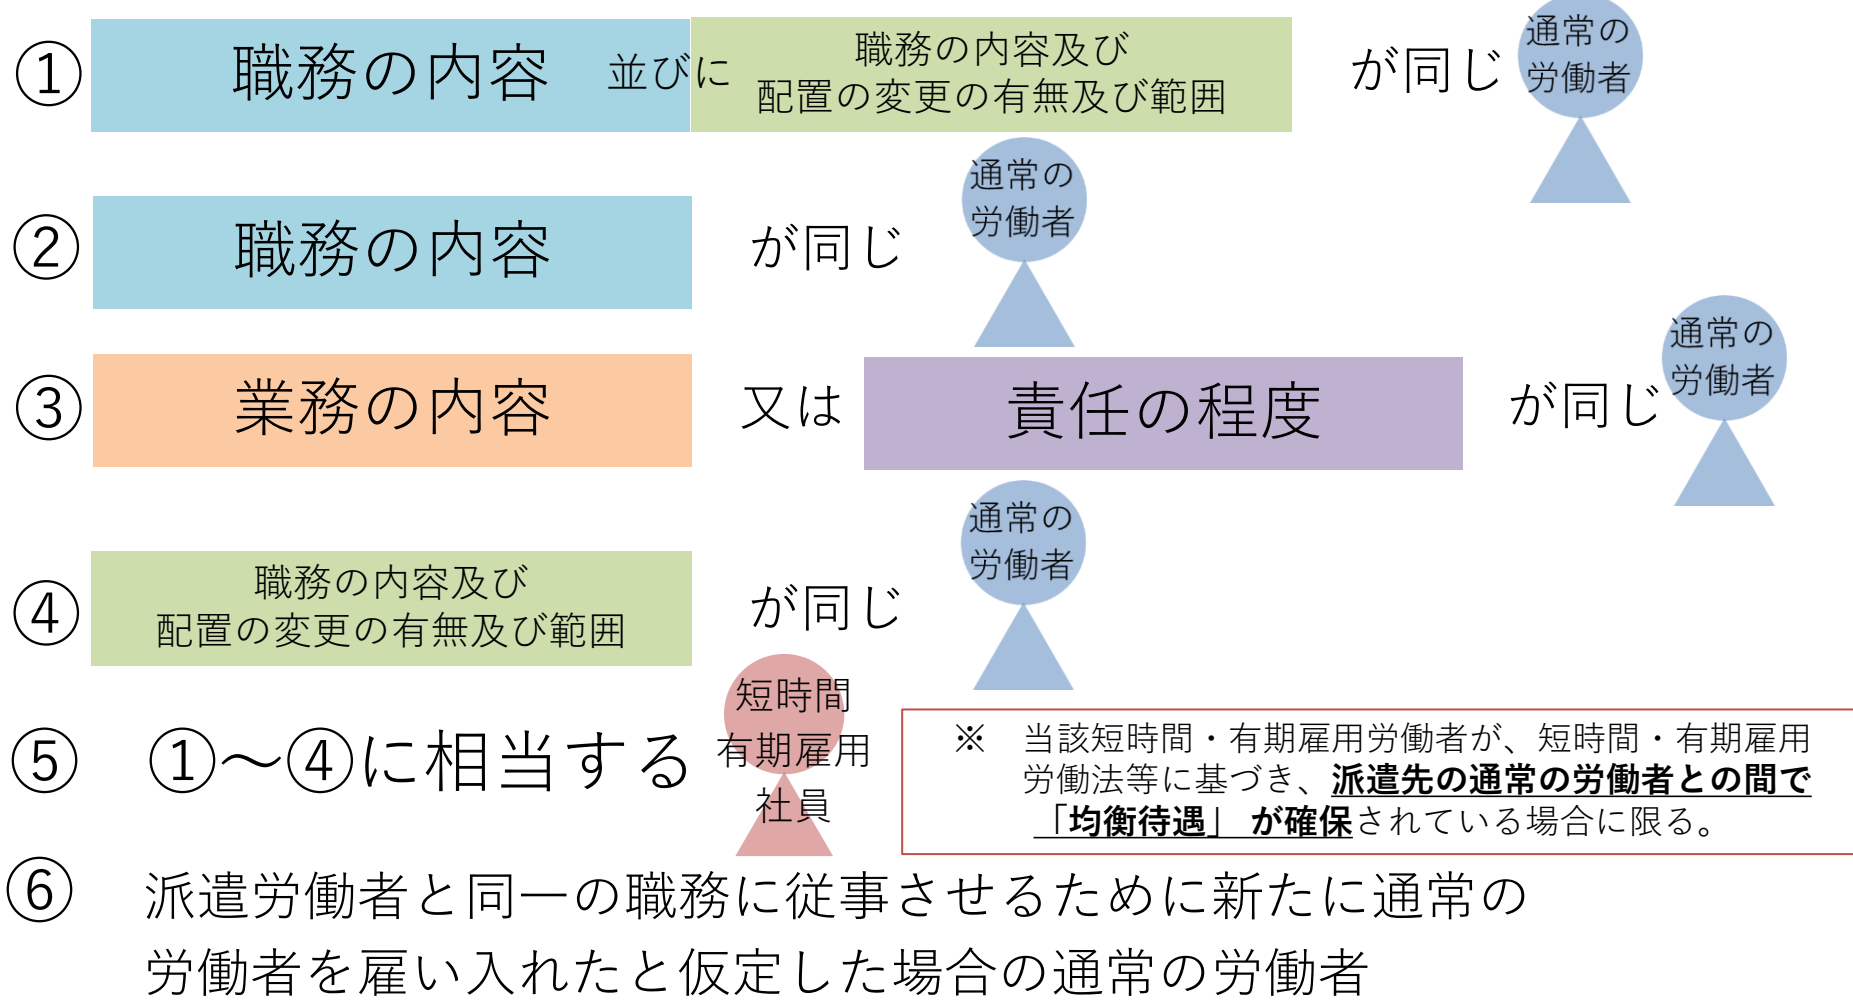 ① 職務の内容 並びに 職務の内容及び
配置の変更の有無及び範囲 が同じ 通常の
労働者
② 職務の内容 が同じ 通常の
労働者
③ 業務の内容 又は 責任の程度 が同じ 通常の
労働者
④ 職務の内容及び
配置の変更の有無及び範囲 が同じ 通常の
労働者
⑤ ①～④に相当する 短時間
有期雇用
社員
※ 当該短時間・有期雇用労働者が、短時間・有期雇用
労働法等に基づき、派遣先の通常の労働者との間で
「均衡待遇」 が確保されている場合に限る。
⑥ 派遣労働者と同一の職務に従事させるために新たに通常の
労働者を雇い入れたと仮定した場合の通常の労働者